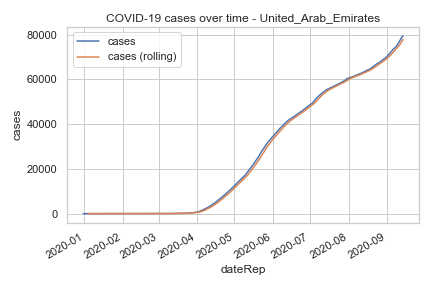 COVID-19 cases over time - United_Arab_Emirates
cases
cases (rolling)
80000
60000
40000
20000
0
cases
2020-01
2020-02
2020-03
2020-04
2020-05
2020-06
2020-07
2020-08
2020-09
dateRep